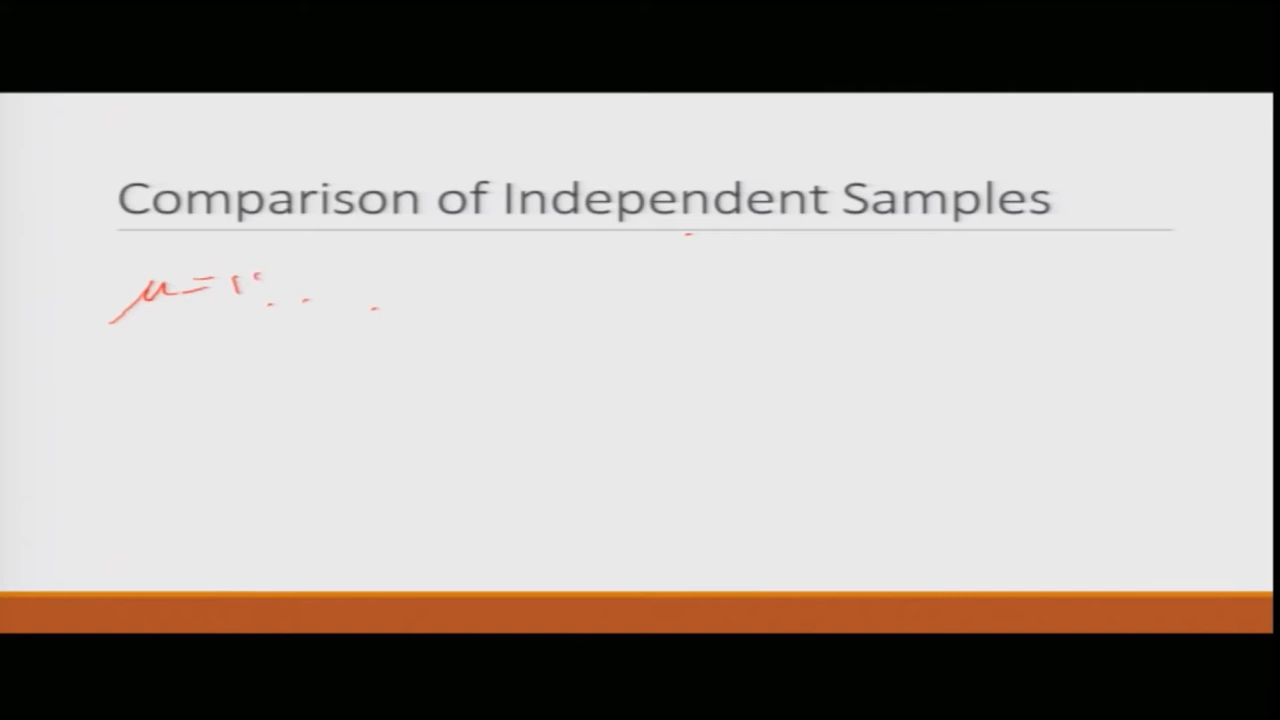 Comparison of Independent Samples
μ =